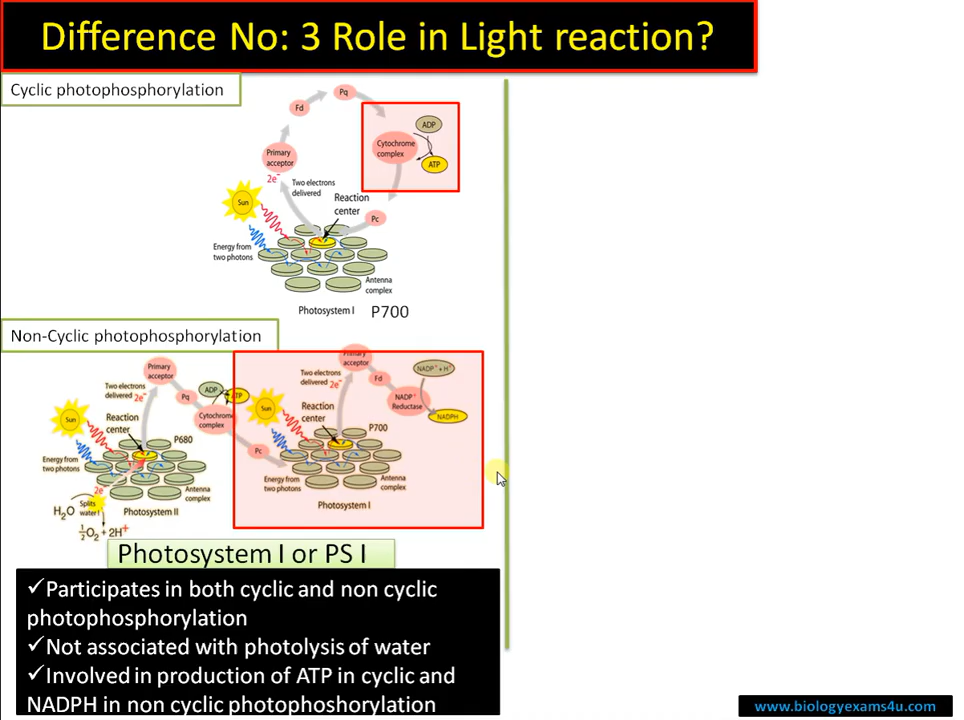 Difference No: 3 Role in Light reaction?
Cyclic photophosphorylation
Pq
Fd
ADP
Cytochrome
complex
ATP
Primary
acceptor
2e⁻
Two electrons
delivered
Sun
Reaction
center
Pc
Energy from
two photons
Antenna
complex
Photosystem I P700
Non-Cyclic photophosphorylation
Primary
acceptor
Two electrons
delivered 2e⁻
Pq
ADP
ATP
Cytochrome
complex
Sun
Reaction
center
P680
Pc
Energy from
two photons
2e
Antenna
complex
Splits
water!
H₂O
Photosystem II
½O₂ + 2H⁺
Primary
acceptor
Two electrons
delivered 2e⁻
Fd
NADP⁺ + H⁺
NADP⁺
Reductase
NADPH
Sun
Reaction
center
P700
Energy from
two photons
Antenna
complex
Photosystem I
Photosystem I or PS I
✓Participates in both cyclic and non cyclic
photophosphorylation
✓Not associated with photolysis of water
✓Involved in production of ATP in cyclic and
NADPH in non cyclic photophoshorylation
www.biologyexams4u.com